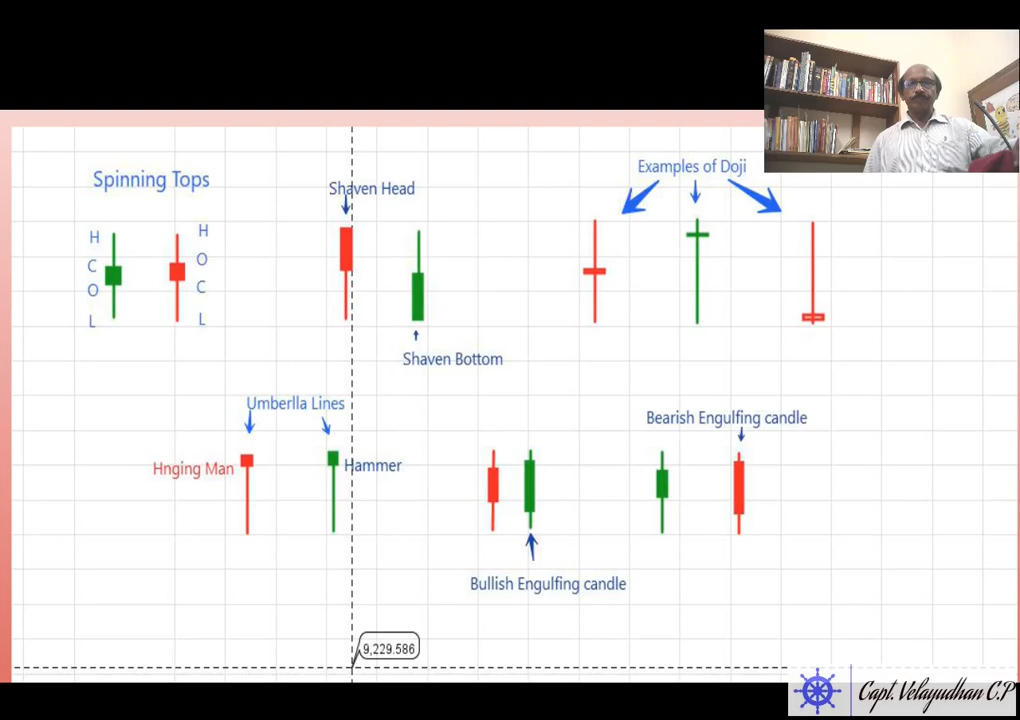 Spinning Tops
Shaven Head
Examples of Doji
H
C
O
L
H
O
C
L
Shaven Bottom
Umberlla Lines
Hnging Man
Hammer
Bearish Engulfing candle
Bullish Engulfing candle
9,229.586
Capt. Velayudhan C.P